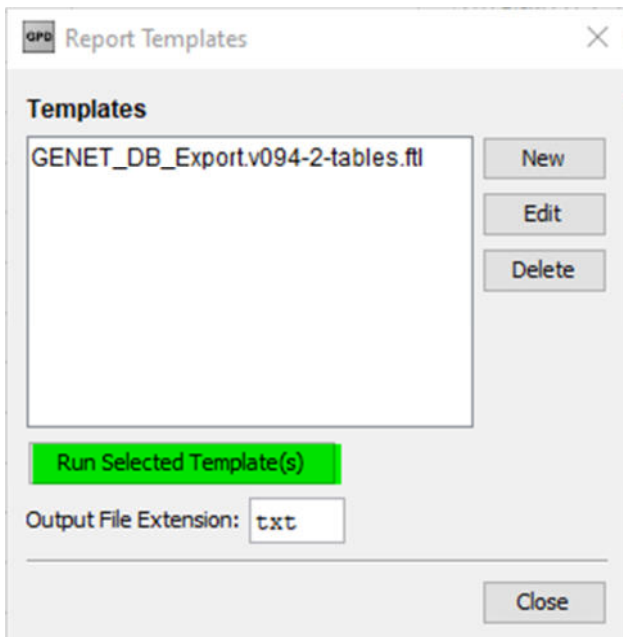 GPD Report Templates
Templates
GENET_DB_Export.v094-2-tables.ftl
New
Edit
Delete
Run Selected Template(s)
Output File Extension: txt
Close